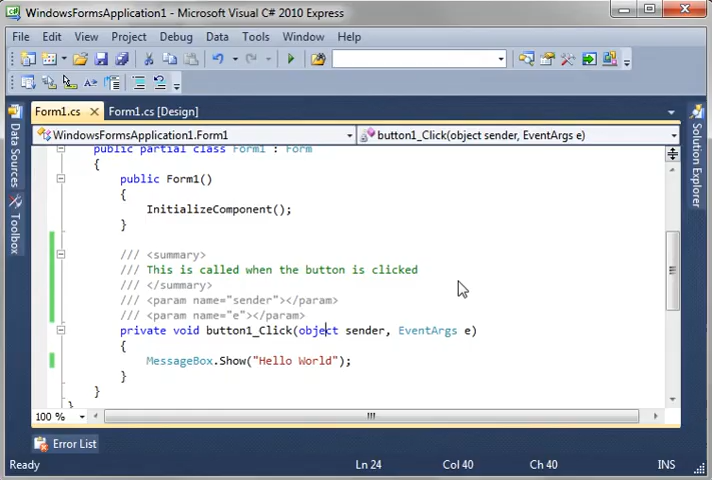 WindowsFormsApplication1 - Microsoft Visual C# 2010 Express
File Edit View Project Debug Data Tools Window Help
Form1.cs Form1.cs [Design]
WindowsFormsApplication1.Form1 button1_Click(object sender, EventArgs e)
Data Sources
Toolbox
Solution Explorer
public partial class Form1 : Form
{
public Form1()
{
InitializeComponent();
}
/// <summary>
/// This is called when the button is clicked
/// </summary>
/// <param name="sender"></param>
/// <param name="e"></param>
private void button1_Click(object sender, EventArgs e)
{
MessageBox.Show("Hello World");
}
}
}
100 %
Error List
Ready Ln 24 Col 40 Ch 40 INS